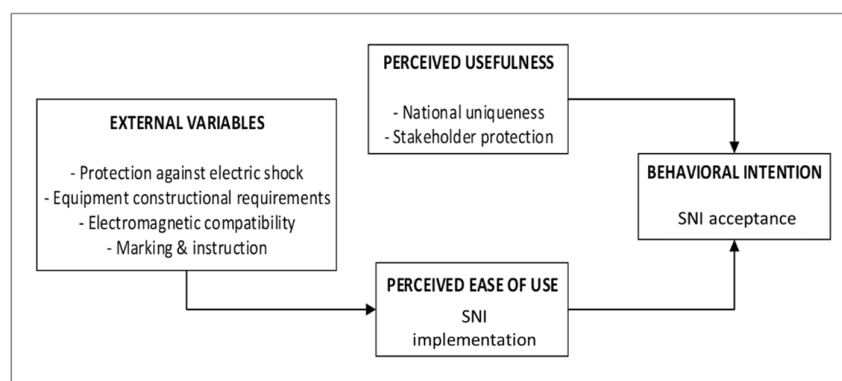 PERCEIVED USEFULNESS
- National uniqueness
- Stakeholder protection
EXTERNAL VARIABLES
- Protection against electric shock
- Equipment constructional requirements
- Electromagnetic compatibility
- Marking & instruction
BEHAVIORAL INTENTION
SNI acceptance
PERCEIVED EASE OF USE
SNI
implementation